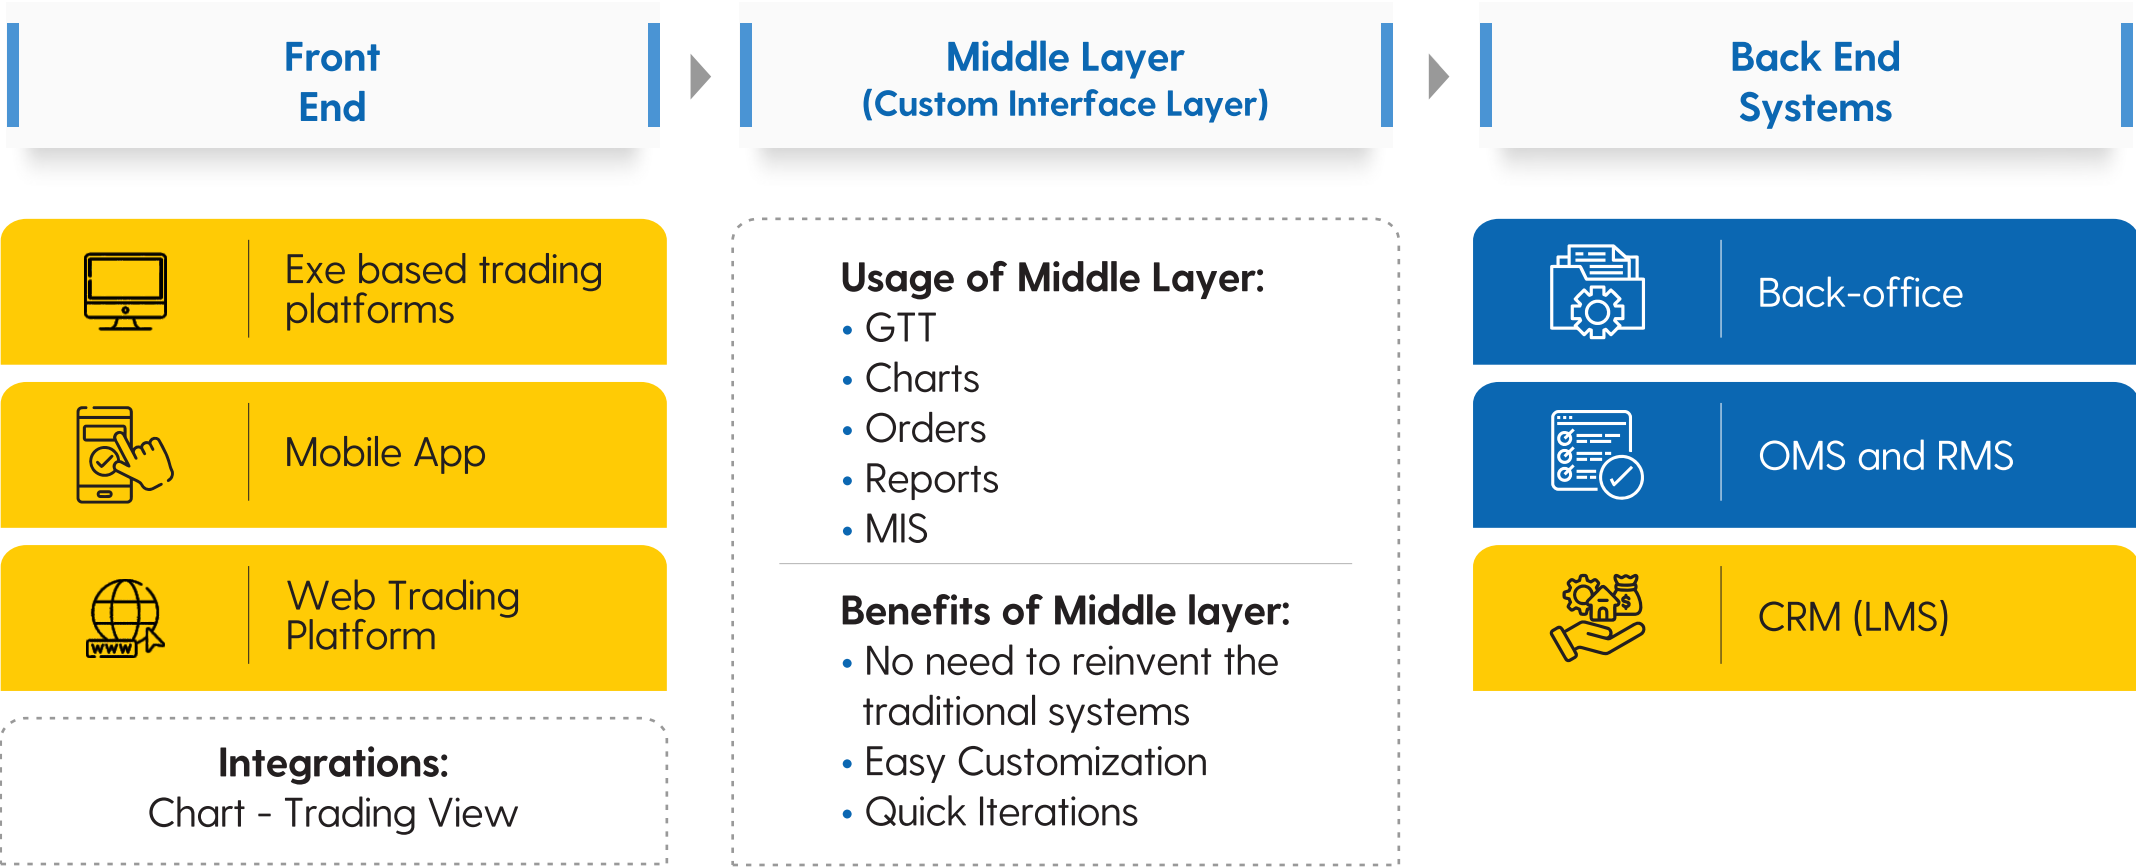 Front
End
Middle Layer
(Custom Interface Layer)
Back End
Systems
Exe based trading
platforms
Mobile App
www
Web Trading
Platform
Integrations:
Chart - Trading View
Usage of Middle Layer:
• GTT
• Charts
• Orders
• Reports
• MIS
Benefits of Middle layer:
• No need to reinvent the
traditional systems
• Easy Customization
• Quick Iterations
Back-office
OMS and RMS
$
CRM (LMS)